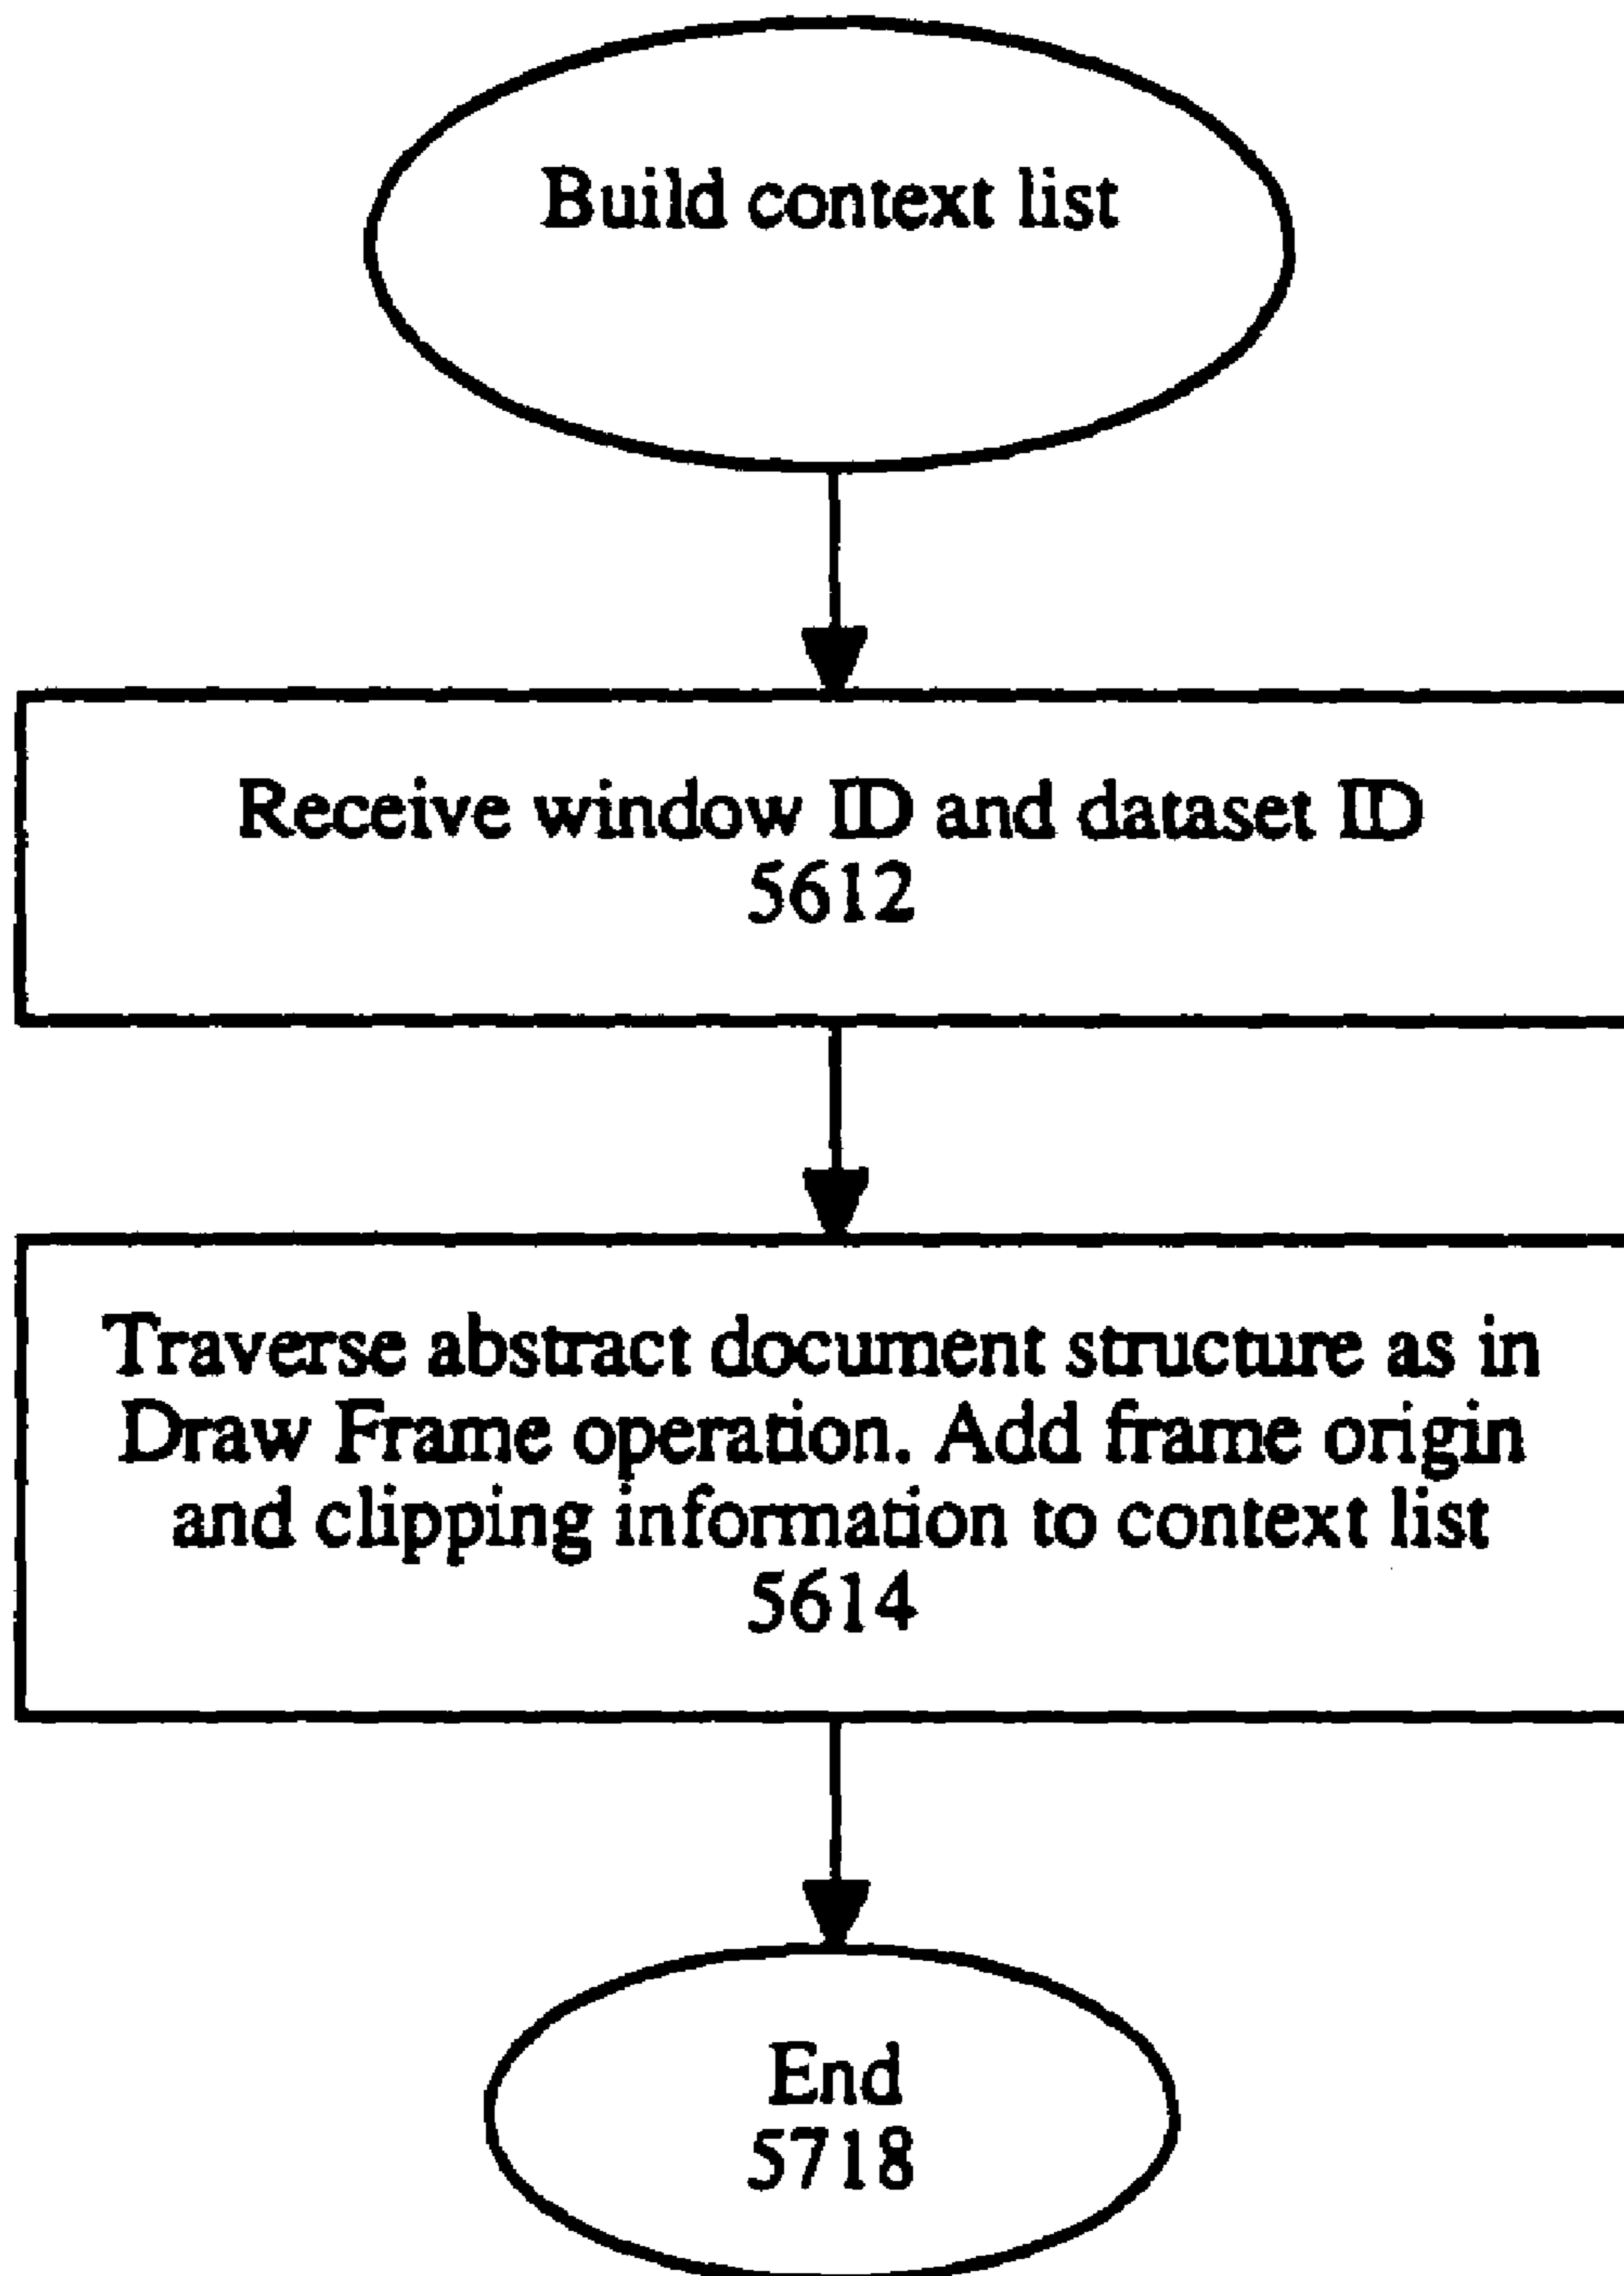 Build context list
Receive window ID and dataset ID
5612
Traverse abstract document structure as in
Draw Frame operation. Add frame origin
and clipping information to context list
5614
End
5718